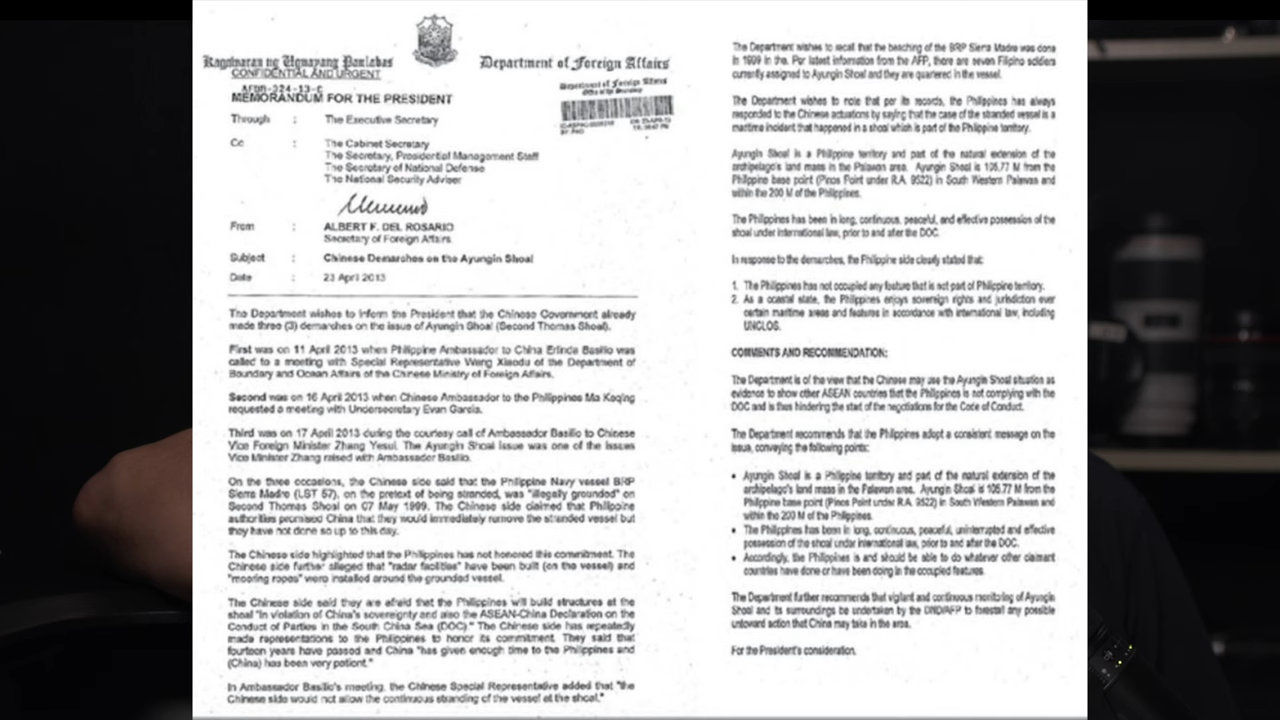 Kagawaran ng Ugnayang Panlabas
Department of Foreign Affairs
CONFIDENTIAL AND URGENT
Department of Foreign Affairs
Office of the Secretary
MEMORANDUM FOR THE PRESIDENT
Through : The Executive Secretary
Cc : The Cabinet Secretary
The Secretary, Presidential Management Staff
The Secretary of National Defense
The National Security Adviser
From : ALBERT F. DEL ROSARIO
Secretary of Foreign Affairs
Subject : Chinese Demarches on the Ayungin Shoal
Date : 23 April 2013
The Department wishes to inform the President that the Chinese Government already
made three (3) demarches on the issue of Ayungin Shoal (Second Thomas Shoal).
First was on 11 April 2013 when Philippine Ambassador to China Erlinda Basilio was
called to a meeting with Special Representative Wang Xiaodu of the Department of
Boundary and Ocean Affairs of the Chinese Ministry of Foreign Affairs.
Second was on 16 April 2013 when Chinese Ambassador to the Philippines Ma Keqing
requested a meeting with Undersecretary Evan Garcia.
Third was on 17 April 2013 during the courtesy call of Ambassador Basilio to Chinese
Vice Foreign Minister Zhang Yesui. The Ayungin Shoal issue was one of the issues
Vice Minister Zhang raised with Ambassador Basilio.
On the three occasions, the Chinese side said that the Philippine Navy vessel BRP
Sierra Madre (LST 57), on the pretext of being stranded, was "illegally grounded" on
Second Thomas Shoal on 07 May 1999. The Chinese side claimed that Philippine
authorities promised China that they would immediately remove the stranded vessel but
they have not done so up to this day.
The Chinese side highlighted that the Philippines has not honored this commitment. The
Chinese side further alleged that "radar facilities" have been built (on the vessel) and
"mooring ropes" were installed around the grounded vessel.
The Chinese side said they are afraid that the Philippines will build structures at the
shoal "in violation of China's sovereignty and also the ASEAN-China Declaration on the
Conduct of Parties in the South China Sea (DOC)." The Chinese side has repeatedly
made representations to the Philippines to honor its commitment. They said that
fourteen years have passed and China "has given enough time to the Philippines and
(China) has been very patient."
In Ambassador Basilio's meeting, the Chinese Special Representative added that "the
Chinese side would not allow the continuous stranding of the vessel at the shoal."
The Department wishes to recall that the beaching of the BRP Sierra Madre was done
in 1999 in the. Per latest information from the AFP, there are seven Filipino soldiers
currently assigned to Ayungin Shoal and they are quartered in the vessel.
The Department wishes to note that per its records, the Philippines has always
responded to the Chinese actuations by saying that the case of the stranded vessel is a
maritime incident that happened in a shoal which is part of the Philippine territory.
Ayungin Shoal is a Philippine territory and part of the natural extension of the
archipelago's land mass in the Palawan area. Ayungin Shoal is 105.77 M from the
Philippine base point (Pinos Point under R.A. 9522) in South Western Palawan and
within the 200 M of the Philippines.
The Philippines has been in long, continuous, peaceful, and effective possession of the
shoal under international law, prior to and after the DOC.
In response to the demarches, the Philippine side clearly stated that:
1. The Philippines has not occupied any feature that is not part of Philippine territory.
2. As a coastal state, the Philippines enjoys sovereign rights and jurisdiction over
certain maritime areas and features in accordance with international law, including
UNCLOS.
COMMENTS AND RECOMMENDATION:
The Department is of the view that the Chinese may use the Ayungin Shoal situation as
evidence to show other ASEAN countries that the Philippines is not complying with the
DOC and is thus hindering the start of the negotiations for the Code of Conduct.
The Department recommends that the Philippines adopt a consistent message on the
issue, conveying the following points:
• Ayungin Shoal is a Philippine territory and part of the natural extension of the
archipelago's land mass in the Palawan area. Ayungin Shoal is 105.77 M from the
Philippine base point (Pinos Point under R.A. 9522) in South Western Palawan and
within the 200 M of the Philippines.
• The Philippines has been in long, continuous, peaceful, uninterrupted and effective
possession of the shoal under international law, prior to and after the DOC.
• Accordingly, the Philippines is and should be able to do whatever other claimant
countries have done or have been doing in the occupied features.
The Department further recommends that vigilant and continuous monitoring of Ayungin
Shoal and its surroundings be undertaken by the DND/AFP to forestall any possible
untoward action that China may take in the area.
For the President's consideration.